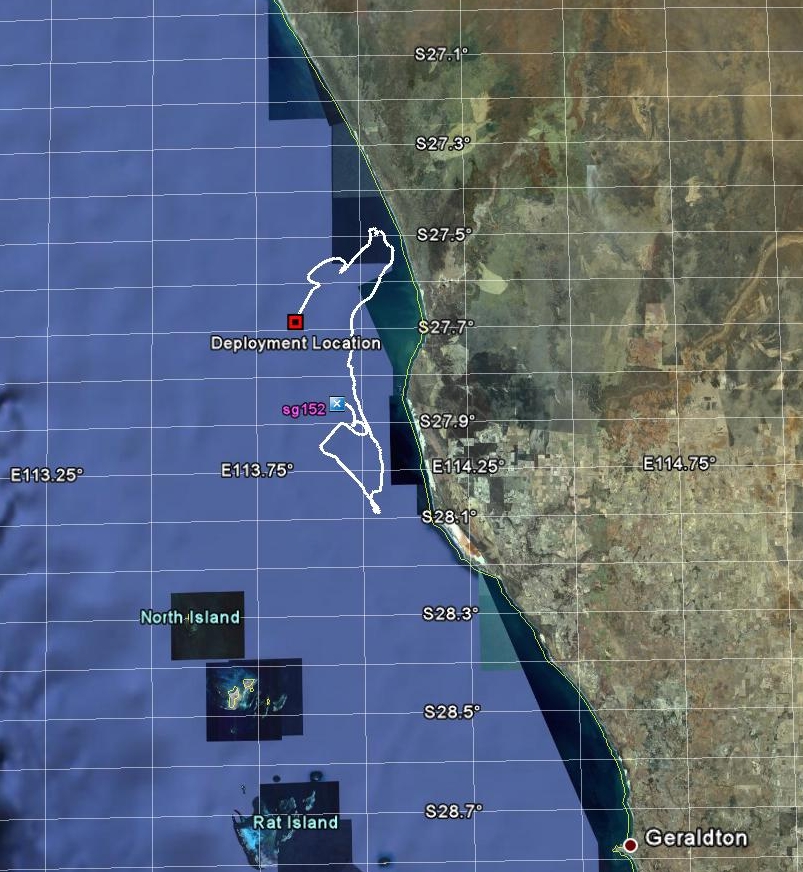 S27.1°
S27.3°
S27.5°
S27.7°
Deployment Location
sg152
S27.9°
E113.25°
E113.75°
E114.25°
E114.75°
S28.1°
North Island
S28.3°
S28.5°
S28.7°
Rat Island
Geraldton